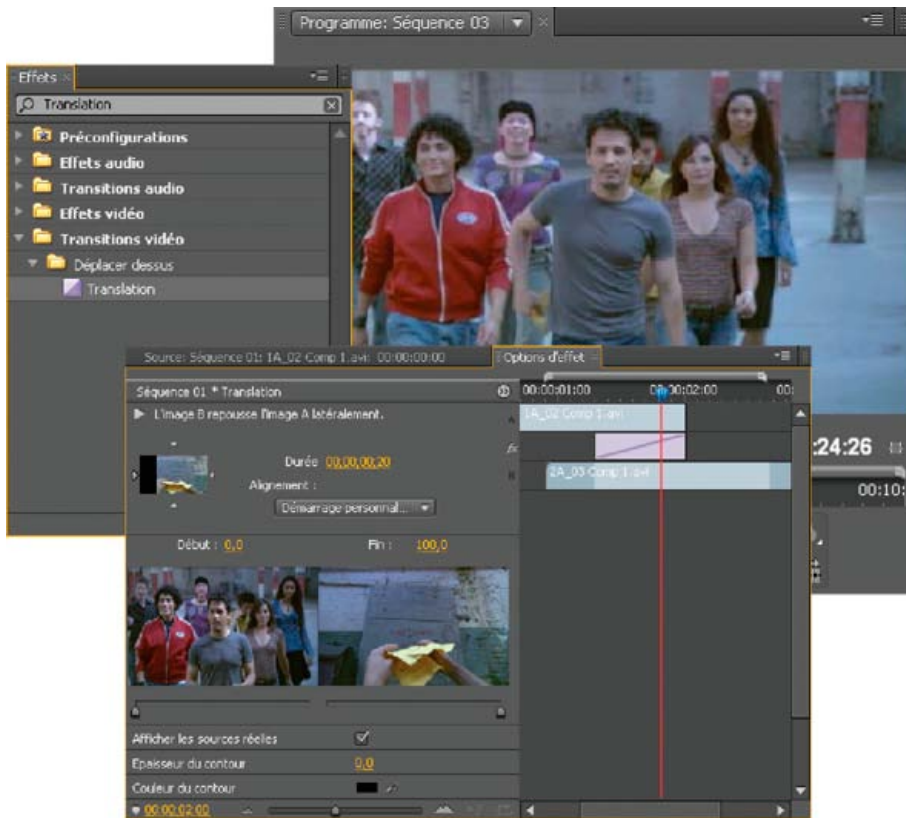 Programme: Séquence 03
Effets
Translation
Préconfigurations
Effets audio
Transitions audio
Effets vidéo
Transitions vidéo
Déplacer dessus
Translation
Source: Séquence 01: 1A_02 Comp 1.avi: 00:00:00:00
Options d'effet
Séquence 01 * Translation
00:00:01:00
00:00:02:00
00:
L'image B repousse l'image A latéralement.
A
1A_02 Comp 1.avi
fx
:24:26
Durée 00:00:00:20
B
2A_03 Comp 1.avi
Alignement :
00:10:
Démarrage personnal...
Début : 0,0
Fin : 100,0
Afficher les sources réelles
Epaisseur du contour
0,0
Couleur du contour
00:00:02:00